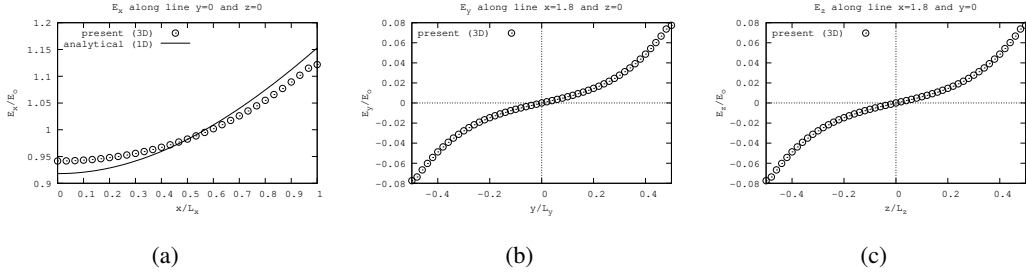 E_x along line y=0 and z=0
present (3D)
analytical (1D)
E_x/E_o
1.2
1.15
1.1
1.05
1
0.95
0.9
0 0.1 0.2 0.3 0.4 0.5 0.6 0.7 0.8 0.9 1
x/L_x
(a)
E_y along line x=1.8 and z=0
present (3D)
E_y/E_o
0.08
0.06
0.04
0.02
0
−0.02
−0.04
−0.06
−0.08
−0.4 −0.2 0 0.2 0.4
y/L_y
(b)
E_z along line x=1.8 and y=0
present (3D)
E_z/E_o
0.08
0.06
0.04
0.02
0
−0.02
−0.04
−0.06
−0.08
−0.4 −0.2 0 0.2 0.4
z/L_z
(c)